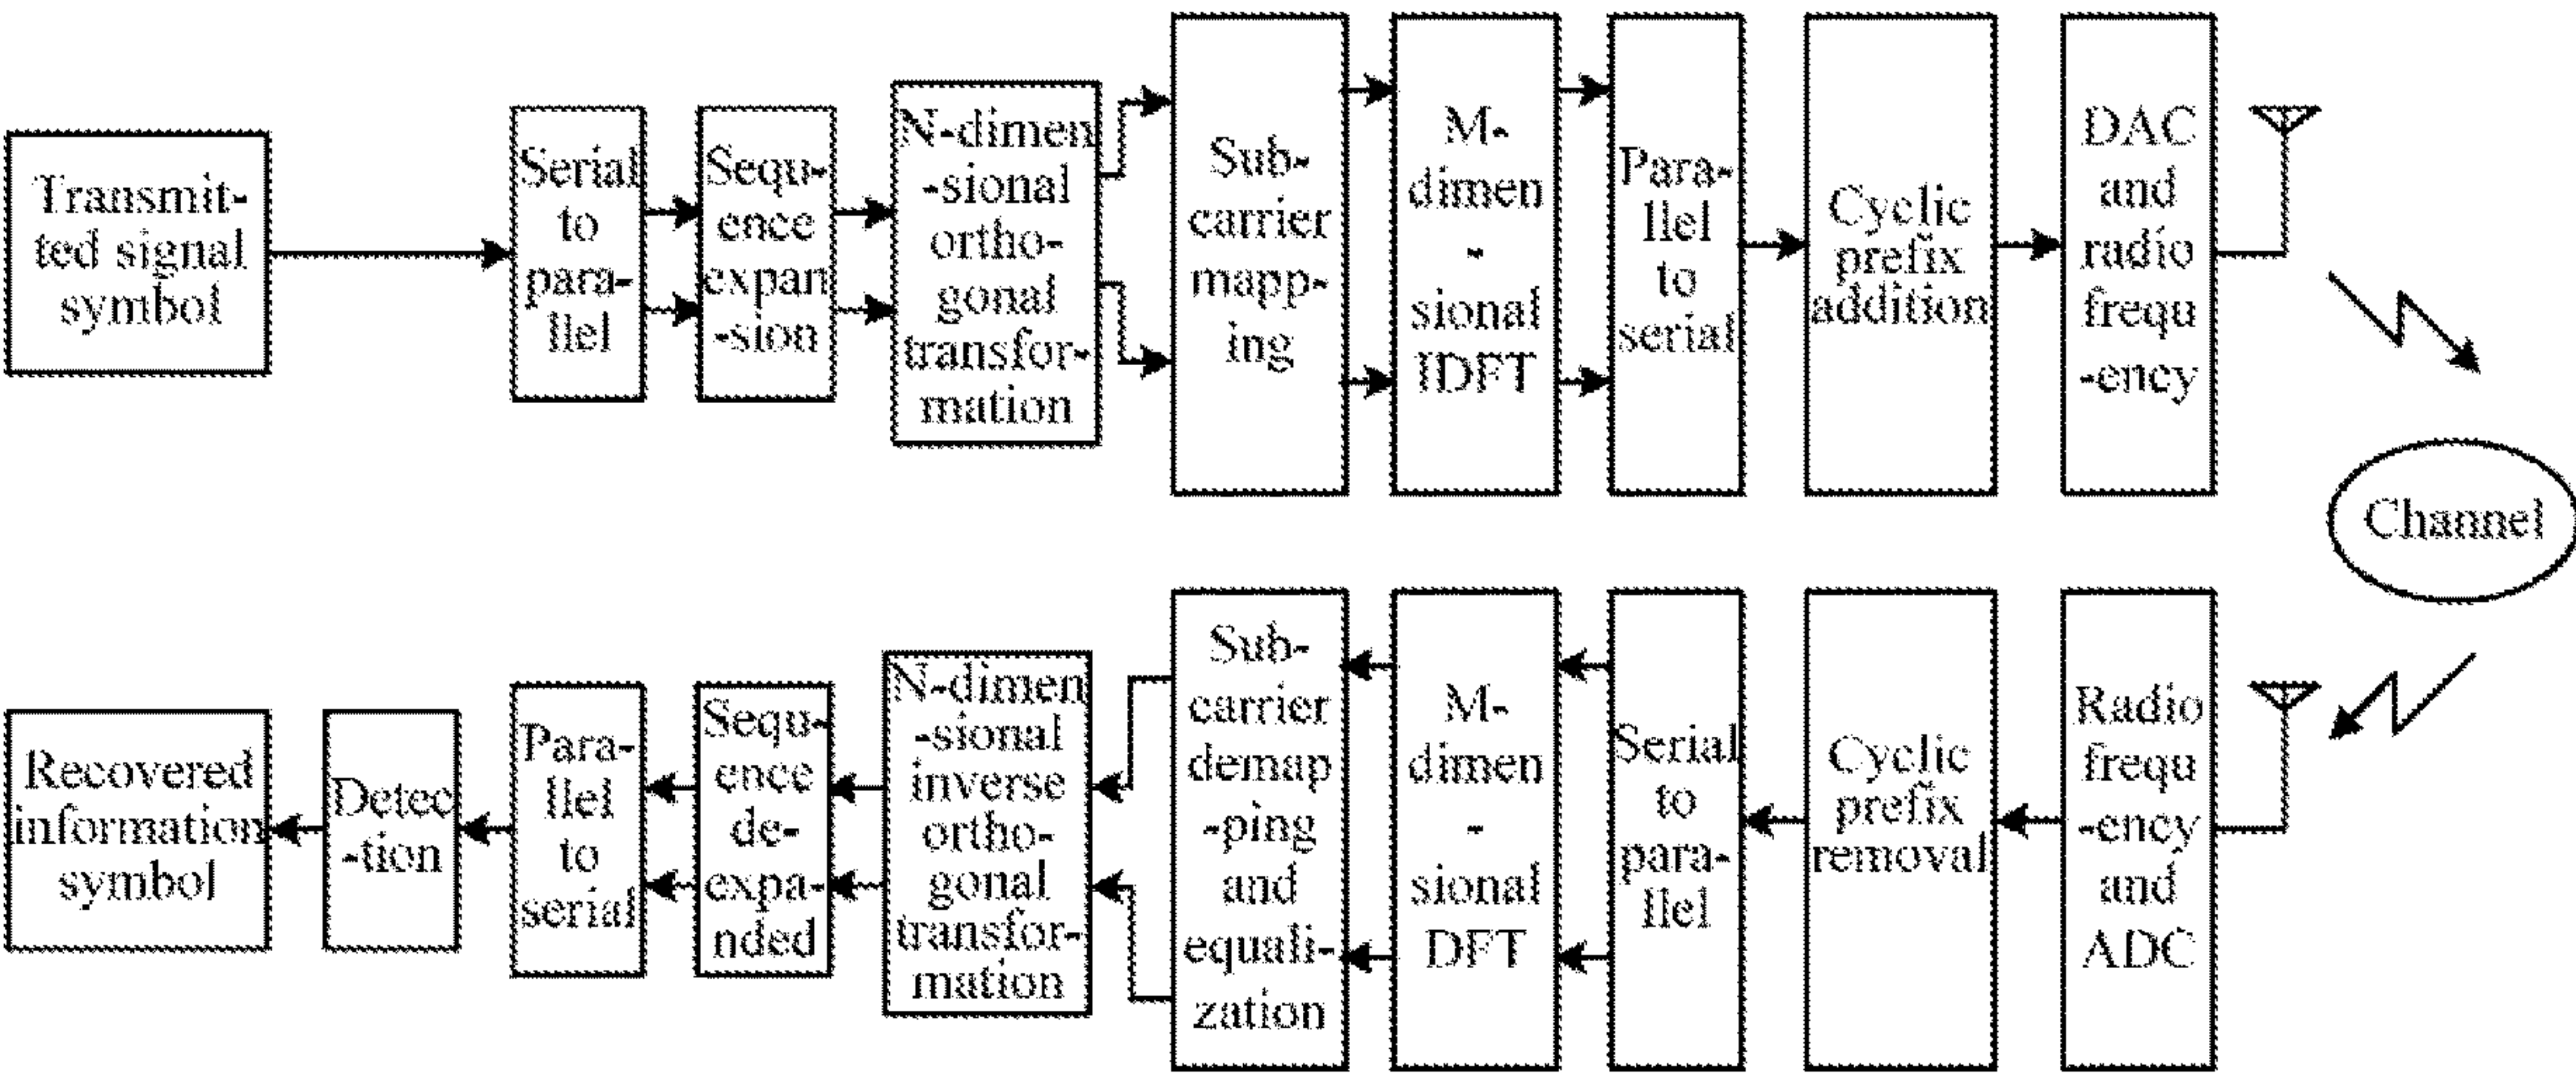 Transmit-
ted signal
symbol
Serial
to
para-
llel
Sequ-
ence
expan
-sion
N-dimen
-sional
ortho-
gonal
transfor-
mation
Sub-
carrier
mapp-
ing
M-
dimen
-
sional
IDFT
Para-
llel
to
serial
Cyclic
prefix
addition
DAC
and
radio
frequ
-ency
Channel
Recovered
information
symbol
Detec
-tion
Para-
llel
to
serial
Sequ-
ence
de-
expa-
nded
N-dimen
-sional
inverse
ortho-
gonal
transfor-
mation
Sub-
carrier
demap
-ping
and
equali-
zation
M-
dimen
-
sional
DFT
Serial
to
para-
llel
Cyclic
prefix
removal
Radio
frequ
-ency
and
ADC